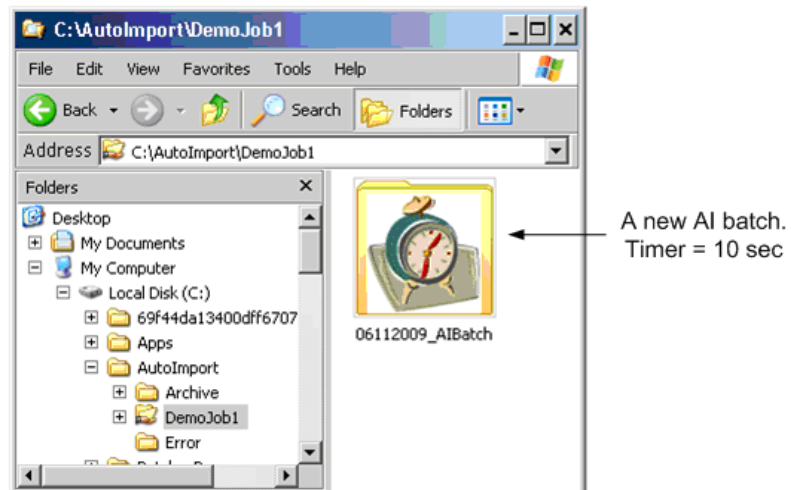 C:\AutoImport\DemoJob1
File Edit View Favorites Tools Help
Back Search Folders
Address C:\AutoImport\DemoJob1
Folders
Desktop
My Documents
My Computer
Local Disk (C:)
69f44da13400dff6707
Apps
AutoImport
Archive
DemoJob1
Error
06112009_AIBatch
A new AI batch.
Timer = 10 sec